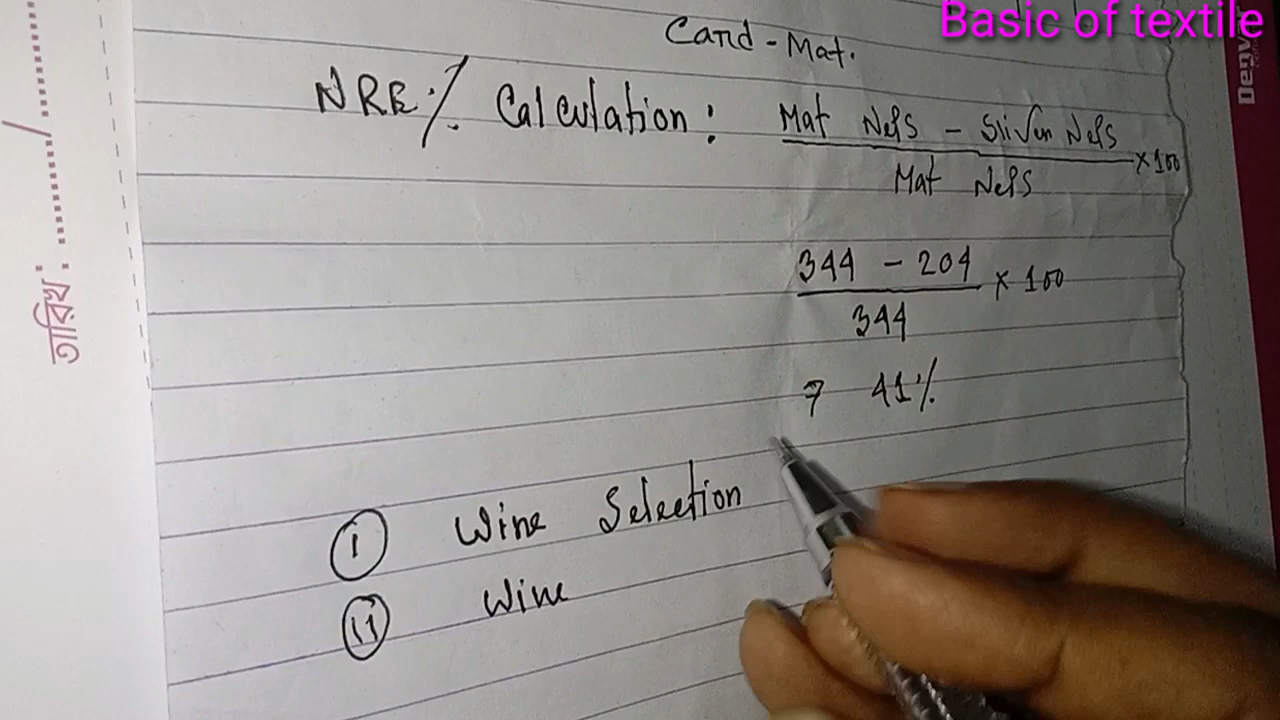 Basic of textile
Card - Mat.
NRE% Calculation : Mat Neps - Sliver Neps
Mat Neps
×100
344 - 204
344
× 100
7 41%
i Wire Selection
ii Wire
তারিখ : ............/............
Denv